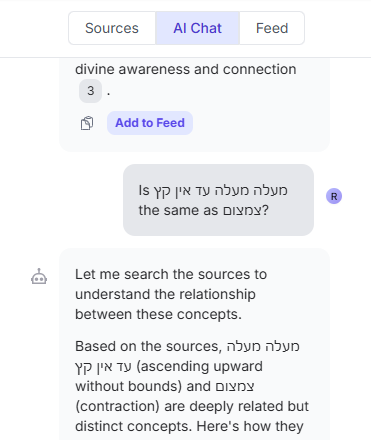 Sources AI Chat Feed
divine awareness and connection
3 .
Add to Feed
Is מעלה מעלה עד אין קץ
the same as צמצום?
R
Let me search the sources to
understand the relationship
between these concepts.
Based on the sources, מעלה מעלה
עד אין קץ (ascending upward
without bounds) and צמצום
(contraction) are deeply related but
distinct concepts. Here's how they